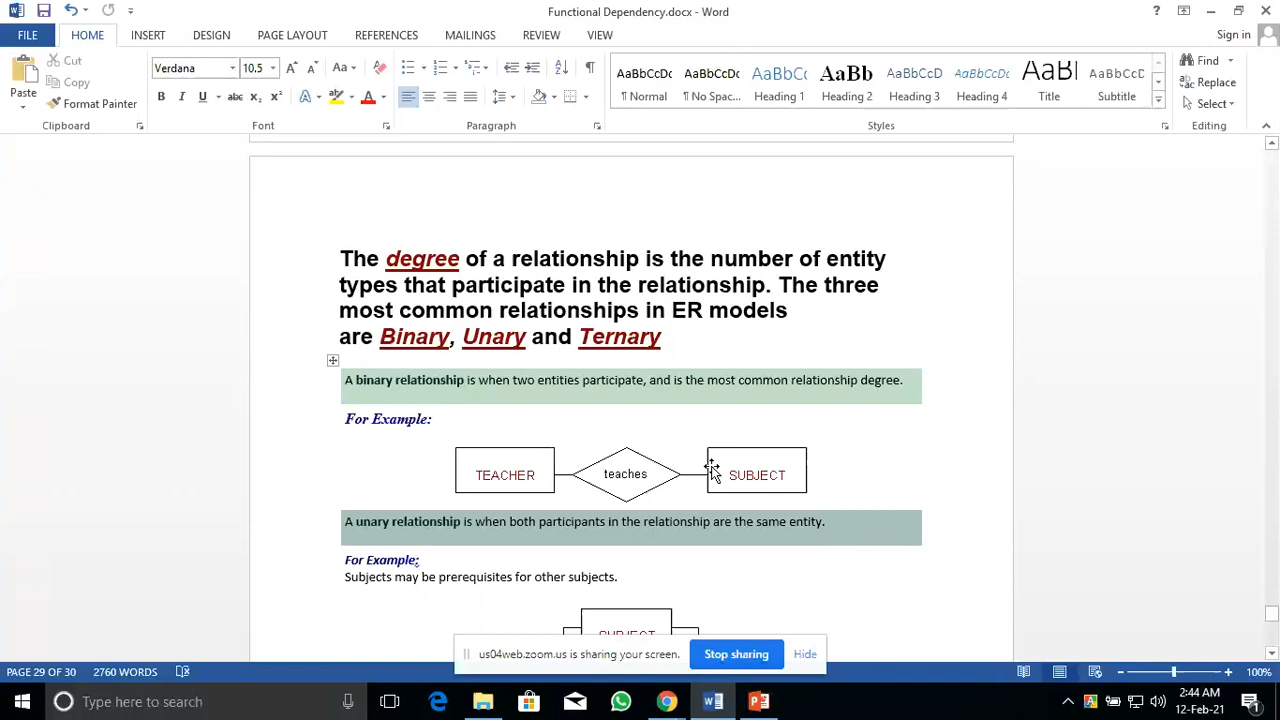 Functional Dependency.docx - Word
?
FILE HOME INSERT DESIGN PAGE LAYOUT REFERENCES MAILINGS REVIEW VIEW Sign in
Paste
Cut
Copy
Format Painter
Clipboard
Verdana 10.5
Font
Paragraph
AaBbCcDc AaBbCcDc AaBbC AaBb AaBbCcD AaBbCcD AaBl AaBbCcD
¶ Normal ¶ No Spac... Heading 1 Heading 2 Heading 3 Heading 4 Title Subtitle
Styles
Find
Replace
Select
Editing
The degree of a relationship is the number of entity
types that participate in the relationship. The three
most common relationships in ER models
are Binary, Unary and Ternary
A binary relationship is when two entities participate, and is the most common relationship degree.
For Example:
TEACHER teaches SUBJECT
A unary relationship is when both participants in the relationship are the same entity.
For Example:
Subjects may be prerequisites for other subjects.
SUBJECT
us04web.zoom.us is sharing your screen. Stop sharing Hide
PAGE 29 OF 30 2760 WORDS 100%
Type here to search
2:44 AM
12-Feb-21